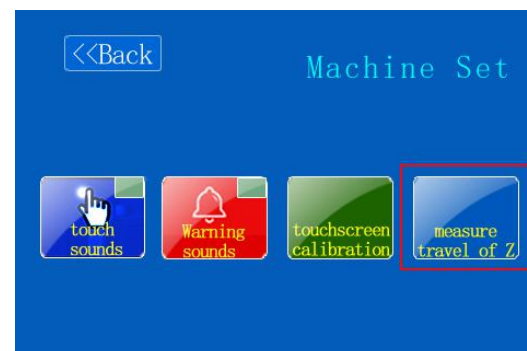 <<Back
Machine Set
touch
sounds
Warning
sounds
touchscreen
calibration
measure
travel of Z